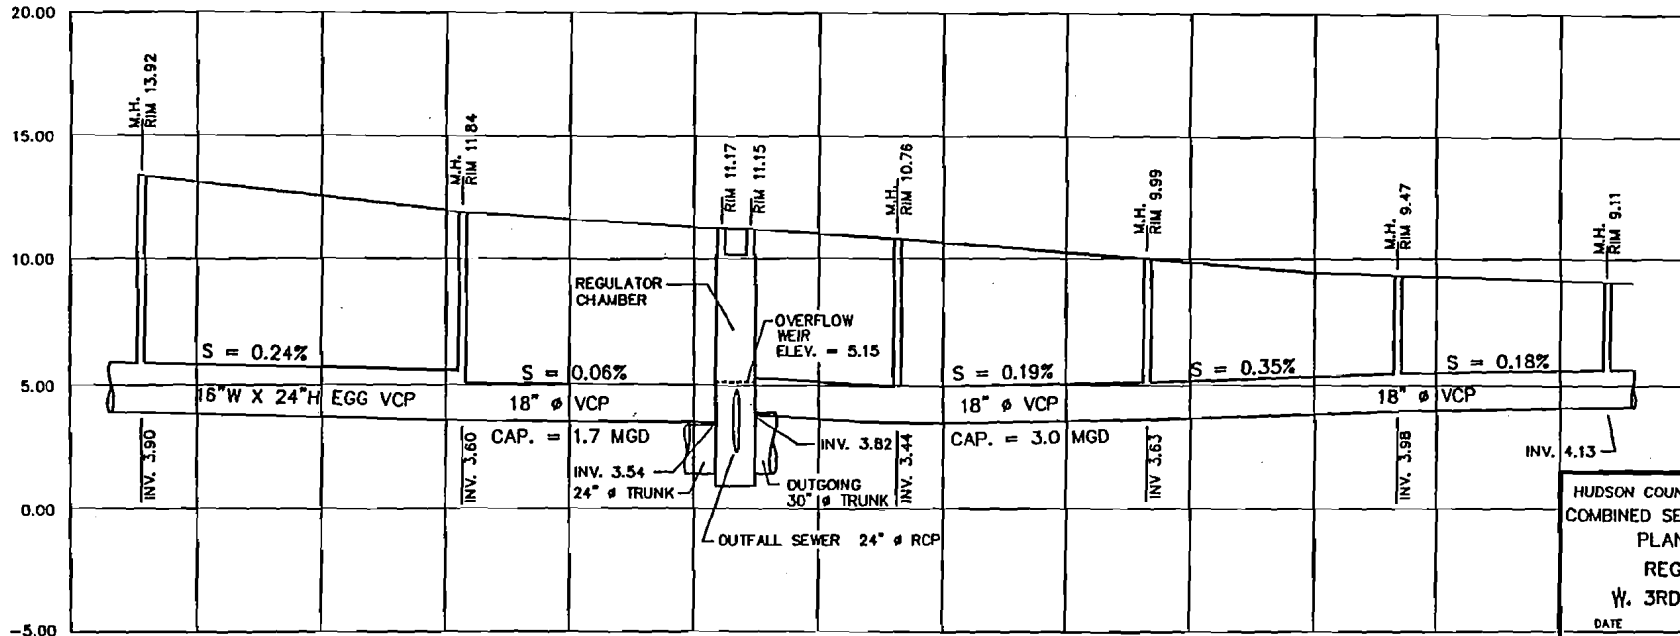 20.00
15.00
10.00
5.00
0.00
-5.00
M.H.
RIM 13.92
M.H.
RIM 11.84
RIM 11.17
RIM 11.15
M.H.
RIM 10.76
M.H.
RIM 9.99
M.H.
RIM 9.47
M.H.
RIM 9.11
REGULATOR
CHAMBER
OVERFLOW
WEIR
ELEV. = 5.15
S = 0.24%
S = 0.06%
S = 0.19%
S = 0.35%
S = 0.18%
16"W X 24"H EGG VCP
18" ø VCP
18" ø VCP
18" ø VCP
CAP. = 1.7 MGD
CAP. = 3.0 MGD
INV. 3.90
INV. 3.60
INV. 3.54
24" ø TRUNK
INV. 3.82
OUTGOING
30" ø TRUNK
INV. 3.44
INV. 3.63
INV. 3.98
INV. 4.13
OUTFALL SEWER 24" ø RCP
HUDSON COUN
COMBINED SE
PLAN
REG
W. 3RD
DATE